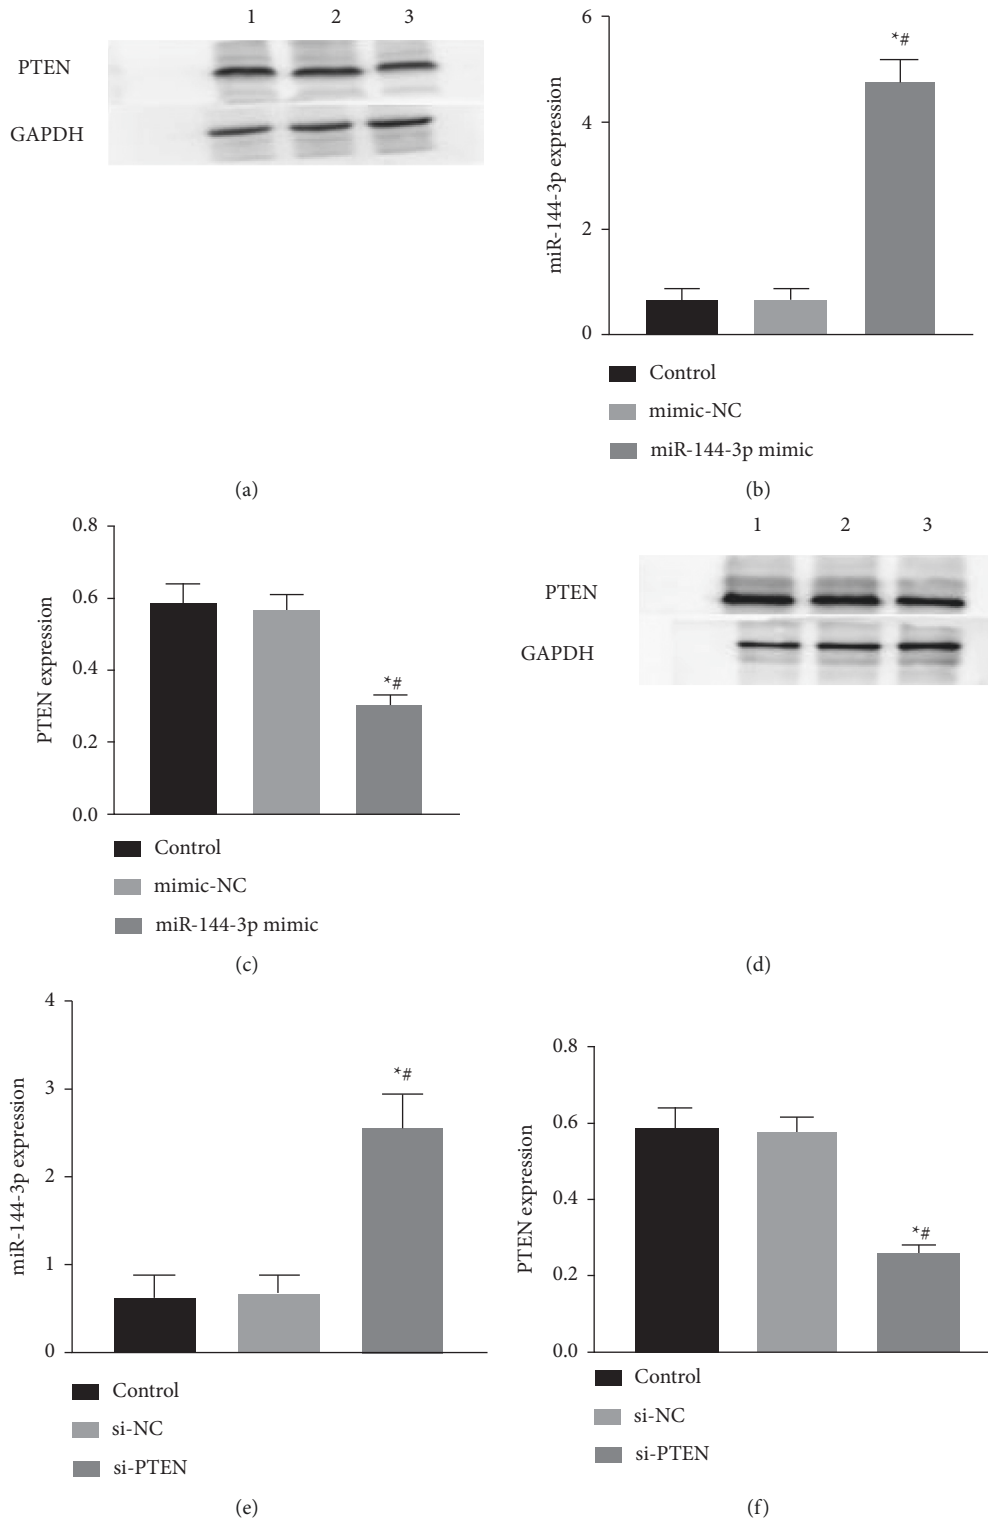 1 2 3
PTEN
GAPDH
(a)
6
4
2
0
miR-144-3p expression
*#
Control
mimic-NC
miR-144-3p mimic
(b)
0.8
0.6
0.4
0.2
0.0
PTEN expression
*#
Control
mimic-NC
miR-144-3p mimic
(c)
1 2 3
PTEN
GAPDH
(d)
4
3
2
1
0
miR-144-3p expression
*#
Control
si-NC
si-PTEN
(e)
0.8
0.6
0.4
0.2
0.0
PTEN expression
*#
Control
si-NC
si-PTEN
(f)